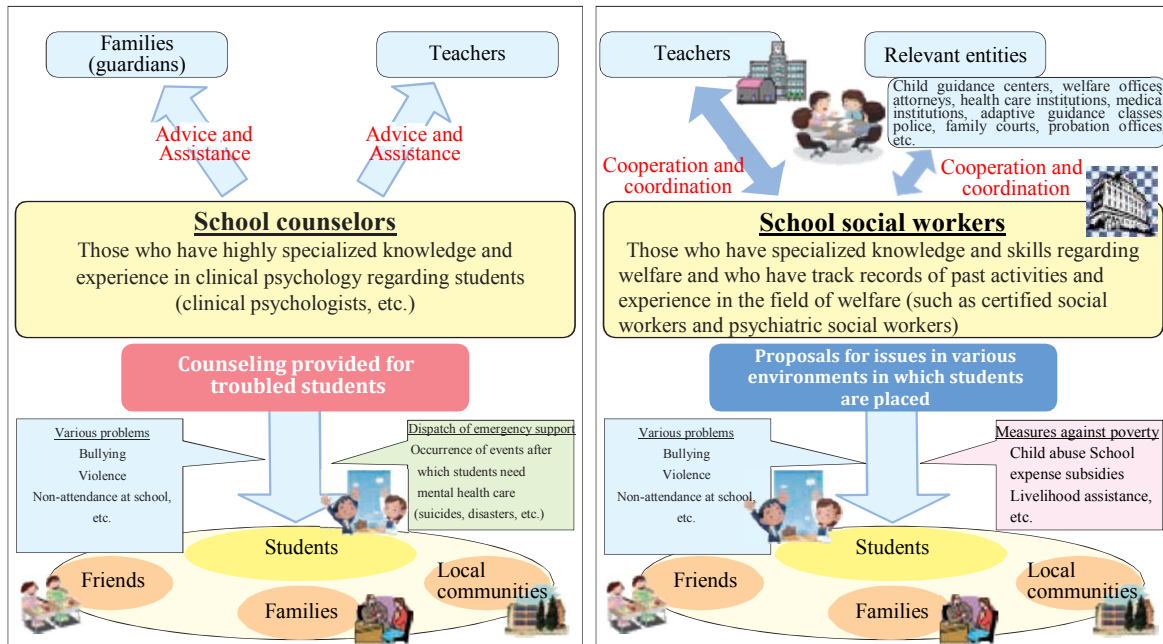 Families
(guardians)
Teachers
Advice and
Assistance
Advice and
Assistance
School counselors
Those who have highly specialized knowledge and
experience in clinical psychology regarding students
(clinical psychologists, etc.)
Counseling provided for
troubled students
Various problems
Bullying
Violence
Non-attendance at school,
etc.
Dispatch of emergency support
Occurrence of events after
which students need
mental health care
(suicides, disasters, etc.)
Students
Friends
Local
communities
Families
Teachers
Relevant entities
Child guidance centers, welfare offices
attorneys, health care institutions, medica
institutions, adaptive guidance classes
police, family courts, probation offices
etc.
Cooperation and
coordination
Cooperation and
coordination
School social workers
Those who have specialized knowledge and skills regarding
welfare and who have track records of past activities and
experience in the field of welfare (such as certified social
workers and psychiatric social workers)
Proposals for issues in various
environments in which students
are placed
Various problems
Bullying
Violence
Non-attendance at school,
etc.
Measures against poverty
Child abuse School
expense subsidies
Livelihood assistance,
etc.
Students
Friends
Local
communities
Families